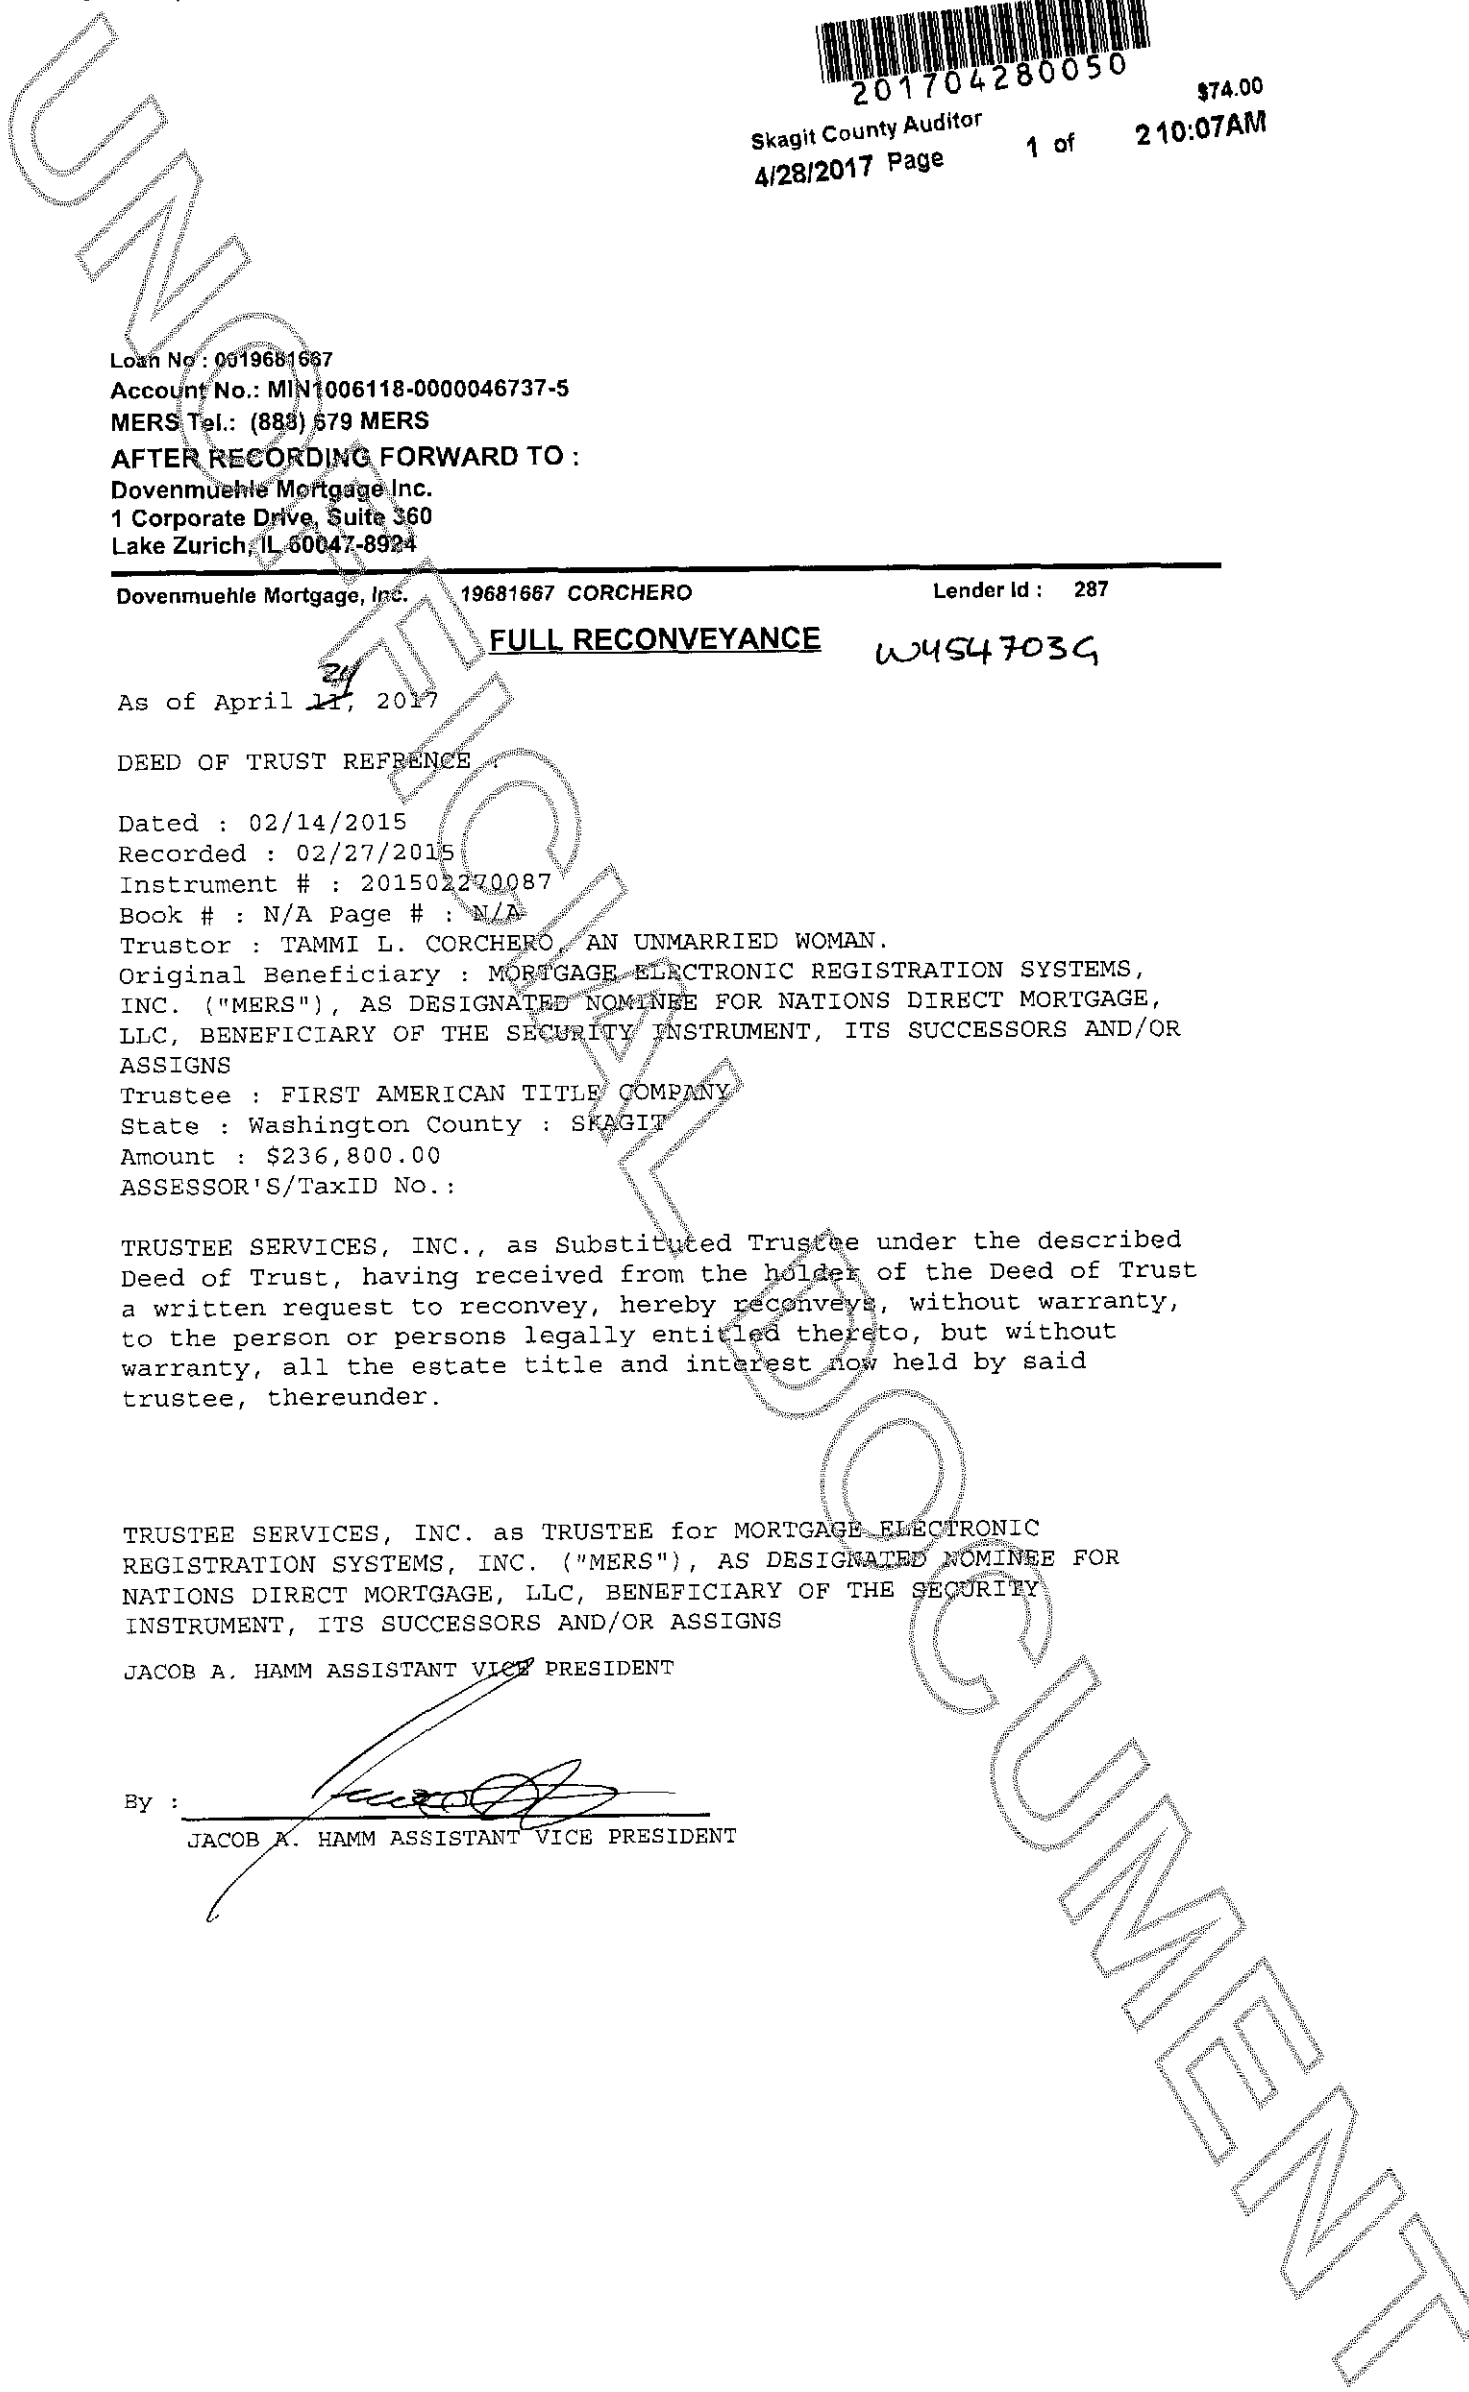 201704280050
$74.00
Skagit County Auditor
4/28/2017 Page 1 of 2 10:07AM
Loan No : 0019681667
Account No.: MIN1006118-0000046737-5
MERS Tel.: (888) 679 MERS
AFTER RECORDING FORWARD TO :
Dovenmuehle Mortgage Inc.
1 Corporate Drive, Suite 360
Lake Zurich, IL 60047-8924
Dovenmuehle Mortgage, Inc. 19681667 CORCHERO Lender Id : 287
FULL RECONVEYANCE W454703G
24
As of April 11, 2017
DEED OF TRUST REFRENCE :
Dated : 02/14/2015
Recorded : 02/27/2015
Instrument # : 201502270087
Book # : N/A Page # : N/A
Trustor : TAMMI L. CORCHERO, AN UNMARRIED WOMAN.
Original Beneficiary : MORTGAGE ELECTRONIC REGISTRATION SYSTEMS,
INC. ("MERS"), AS DESIGNATED NOMINEE FOR NATIONS DIRECT MORTGAGE,
LLC, BENEFICIARY OF THE SECURITY INSTRUMENT, ITS SUCCESSORS AND/OR
ASSIGNS
Trustee : FIRST AMERICAN TITLE COMPANY
State : Washington County : SKAGIT
Amount : $236,800.00
ASSESSOR'S/TaxID No.:
TRUSTEE SERVICES, INC., as Substituted Trustee under the described
Deed of Trust, having received from the holder of the Deed of Trust
a written request to reconvey, hereby reconveys, without warranty,
to the person or persons legally entitled thereto, but without
warranty, all the estate title and interest now held by said
trustee, thereunder.
TRUSTEE SERVICES, INC. as TRUSTEE for MORTGAGE ELECTRONIC
REGISTRATION SYSTEMS, INC. ("MERS"), AS DESIGNATED NOMINEE FOR
NATIONS DIRECT MORTGAGE, LLC, BENEFICIARY OF THE SECURITY
INSTRUMENT, ITS SUCCESSORS AND/OR ASSIGNS
JACOB A. HAMM ASSISTANT VICE PRESIDENT
By :
JACOB A. HAMM ASSISTANT VICE PRESIDENT
UNOFFICIAL DOCUMENT